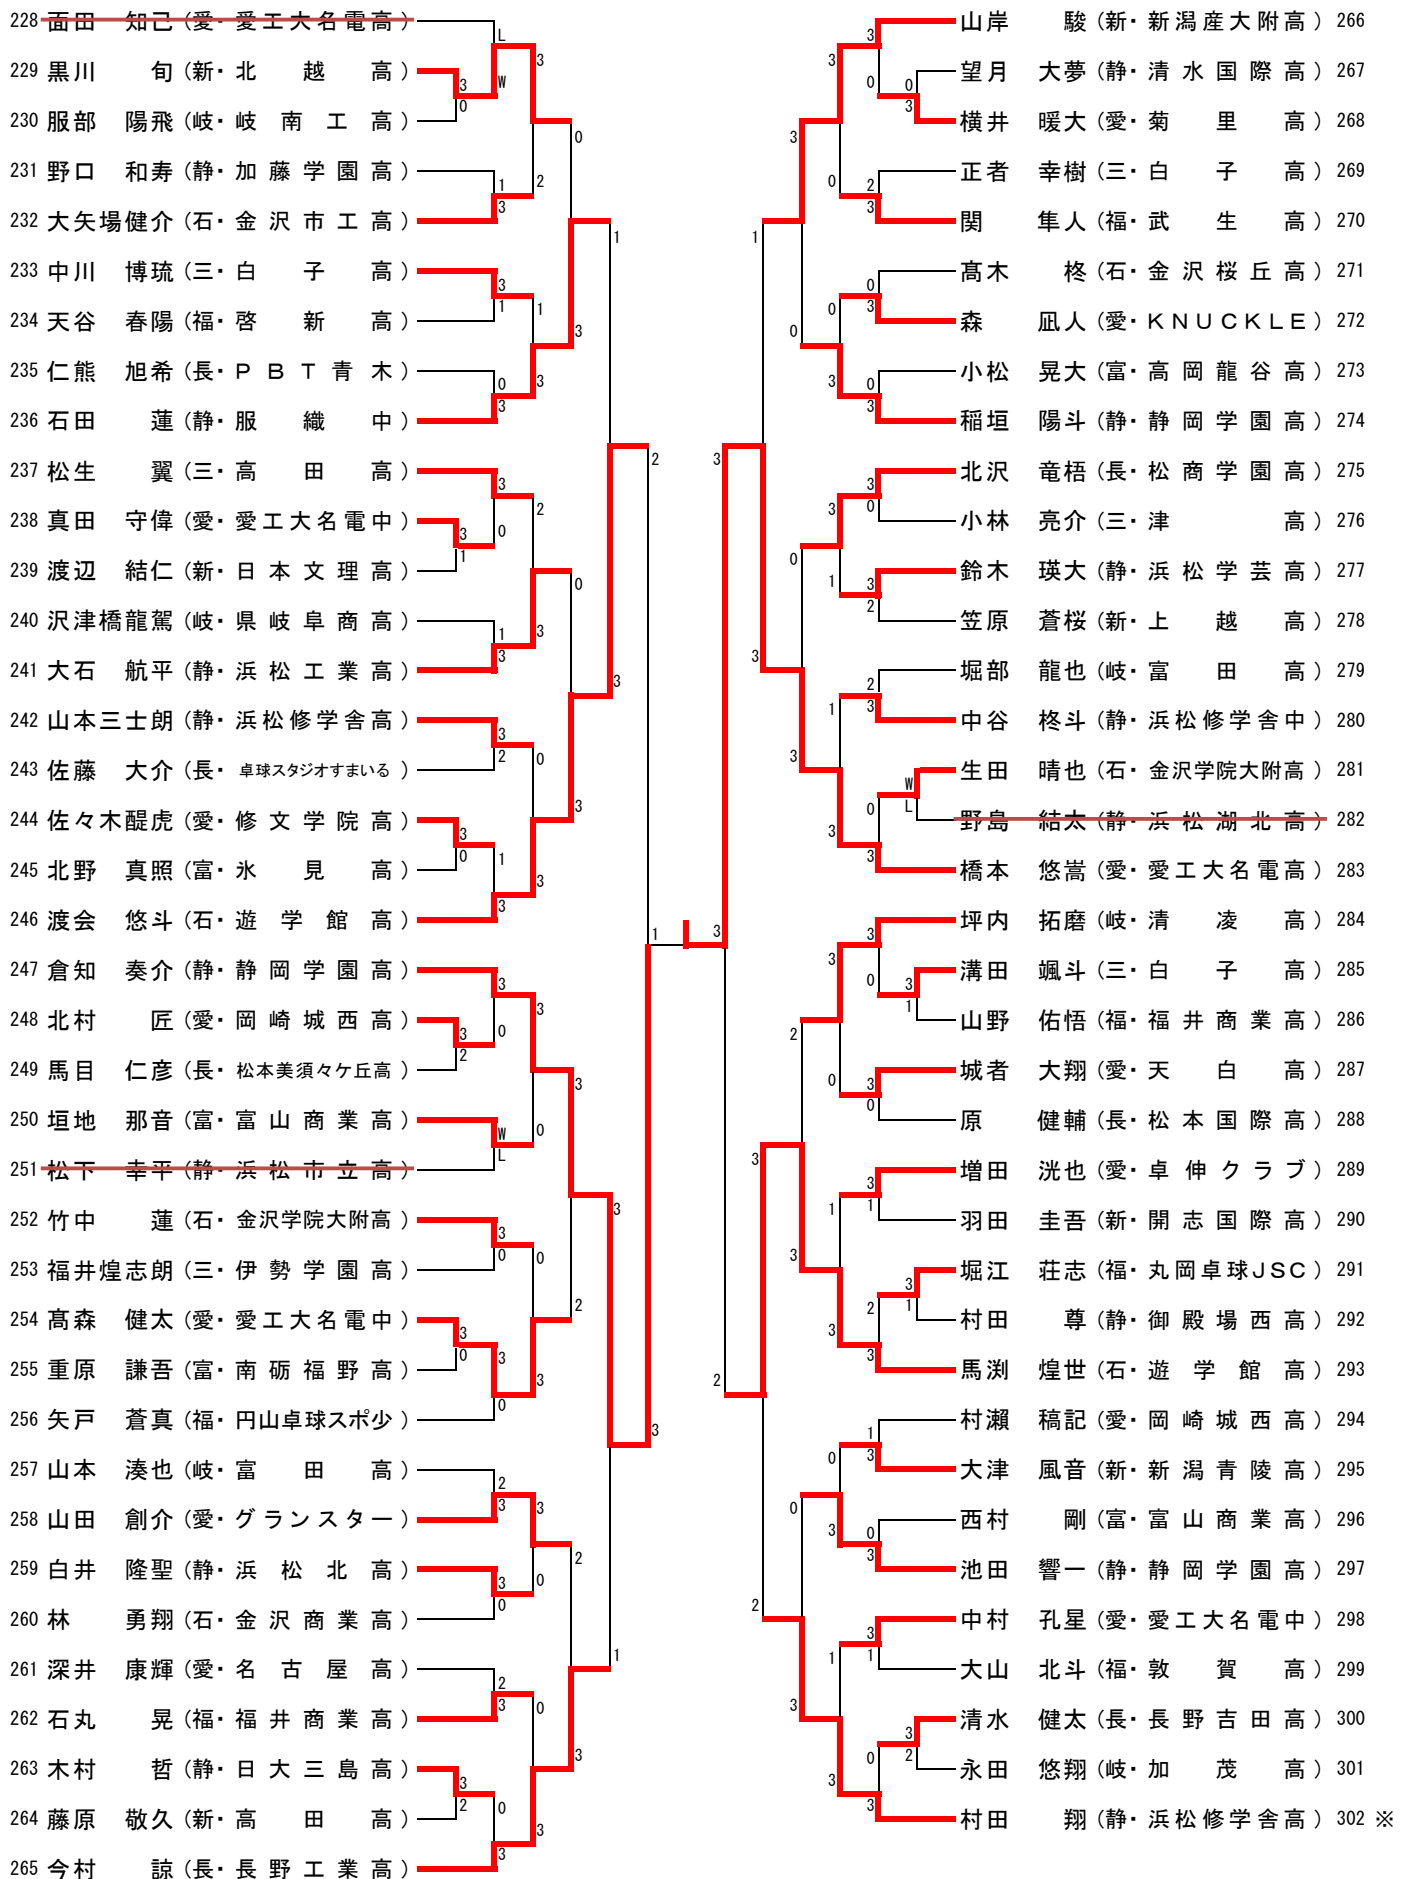 228 面田 知己 (愛・愛工大名電高)
229 黒川 旬 (新・北越高)
230 服部 陽飛 (岐・岐南工高)
231 野口 和寿 (静・加藤学園高)
232 大矢場健介 (石・金沢市工高)
233 中川 博琉 (三・白子高)
234 天谷 春陽 (福・啓新高)
235 仁熊 旭希 (長・ＰＢＴ青木)
236 石田 蓮 (静・服織中)
237 松生 翼 (三・高田高)
238 真田 守偉 (愛・愛工大名電中)
239 渡辺 結仁 (新・日本文理高)
240 沢津橋龍駕 (岐・県岐阜商高)
241 大石 航平 (静・浜松工業高)
242 山本三士朗 (静・浜松修学舎高)
243 佐藤 大介 (長・卓球スタジオすまいる)
244 佐々木醍虎 (愛・修文学院高)
245 北野 真照 (富・氷見高)
246 渡会 悠斗 (石・遊学館高)
247 倉知 奏介 (静・静岡学園高)
248 北村 匠 (愛・岡崎城西高)
249 馬目 仁彦 (長・松本美須々ケ丘高)
250 垣地 那音 (富・富山商業高)
251 松下 幸平 (静・浜松市立高)
252 竹中 蓮 (石・金沢学院大附高)
253 福井煌志朗 (三・伊勢学園高)
254 髙森 健太 (愛・愛工大名電中)
255 重原 謙吾 (富・南砺福野高)
256 矢戸 蒼真 (福・円山卓球スポ少)
257 山本 湊也 (岐・富田高)
258 山田 創介 (愛・グランスター)
259 白井 隆聖 (静・浜松北高)
260 林 勇翔 (石・金沢商業高)
261 深井 康輝 (愛・名古屋高)
262 石丸 晃 (福・福井商業高)
263 木村 哲 (静・日大三島高)
264 藤原 敬久 (新・高田高)
265 今村 諒 (長・長野工業高)
山岸 駿 (新・新潟産大附高) 266
望月 大夢 (静・清水国際高) 267
横井 暖大 (愛・菊里高) 268
正者 幸樹 (三・白子高) 269
関 隼人 (福・武生高) 270
髙木 柊 (石・金沢桜丘高) 271
森 凪人 (愛・ＫＮＵＣＫＬＥ) 272
小松 晃大 (富・高岡龍谷高) 273
稲垣 陽斗 (静・静岡学園高) 274
北沢 竜梧 (長・松商学園高) 275
小林 亮介 (三・津高) 276
鈴木 瑛大 (静・浜松学芸高) 277
笠原 蒼桜 (新・上越高) 278
堀部 龍也 (岐・富田高) 279
中谷 柊斗 (静・浜松修学舎中) 280
生田 晴也 (石・金沢学院大附高) 281
野島 結太 (静・浜松湖北高) 282
橋本 悠嵩 (愛・愛工大名電高) 283
坪内 拓磨 (岐・清凌高) 284
溝田 颯斗 (三・白子高) 285
山野 佑悟 (福・福井商業高) 286
城者 大翔 (愛・天白高) 287
原 健輔 (長・松本国際高) 288
増田 洸也 (愛・卓伸クラブ) 289
羽田 圭吾 (新・開志国際高) 290
堀江 荘志 (福・丸岡卓球ＪＳＣ) 291
村田 尊 (静・御殿場西高) 292
馬渕 煌世 (石・遊学館高) 293
村瀬 稿記 (愛・岡崎城西高) 294
大津 風音 (新・新潟青陵高) 295
西村 剛 (富・富山商業高) 296
池田 響一 (静・静岡学園高) 297
中村 孔星 (愛・愛工大名電中) 298
大山 北斗 (福・敦賀高) 299
清水 健太 (長・長野吉田高) 300
永田 悠翔 (岐・加茂高) 301
村田 翔 (静・浜松修学舎高) 302 ※